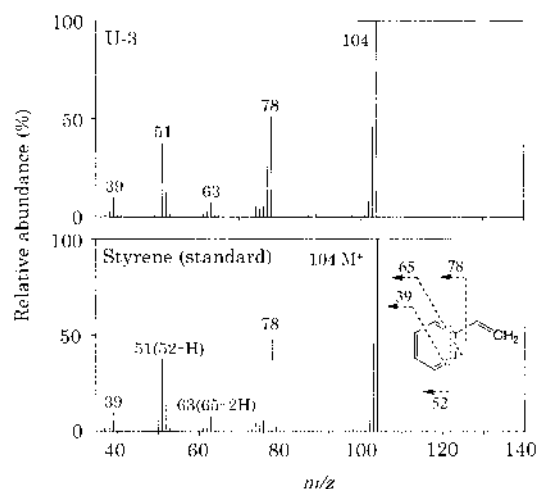 Relative abundance (%)
100
U-3
104
50
78
51
39
63
0
100
Styrene (standard)
104 M⁺
65
78
39
CH₂
52
50
78
51(52-H)
39
63(65-2H)
0
40
60
80
100
120
140
m/z